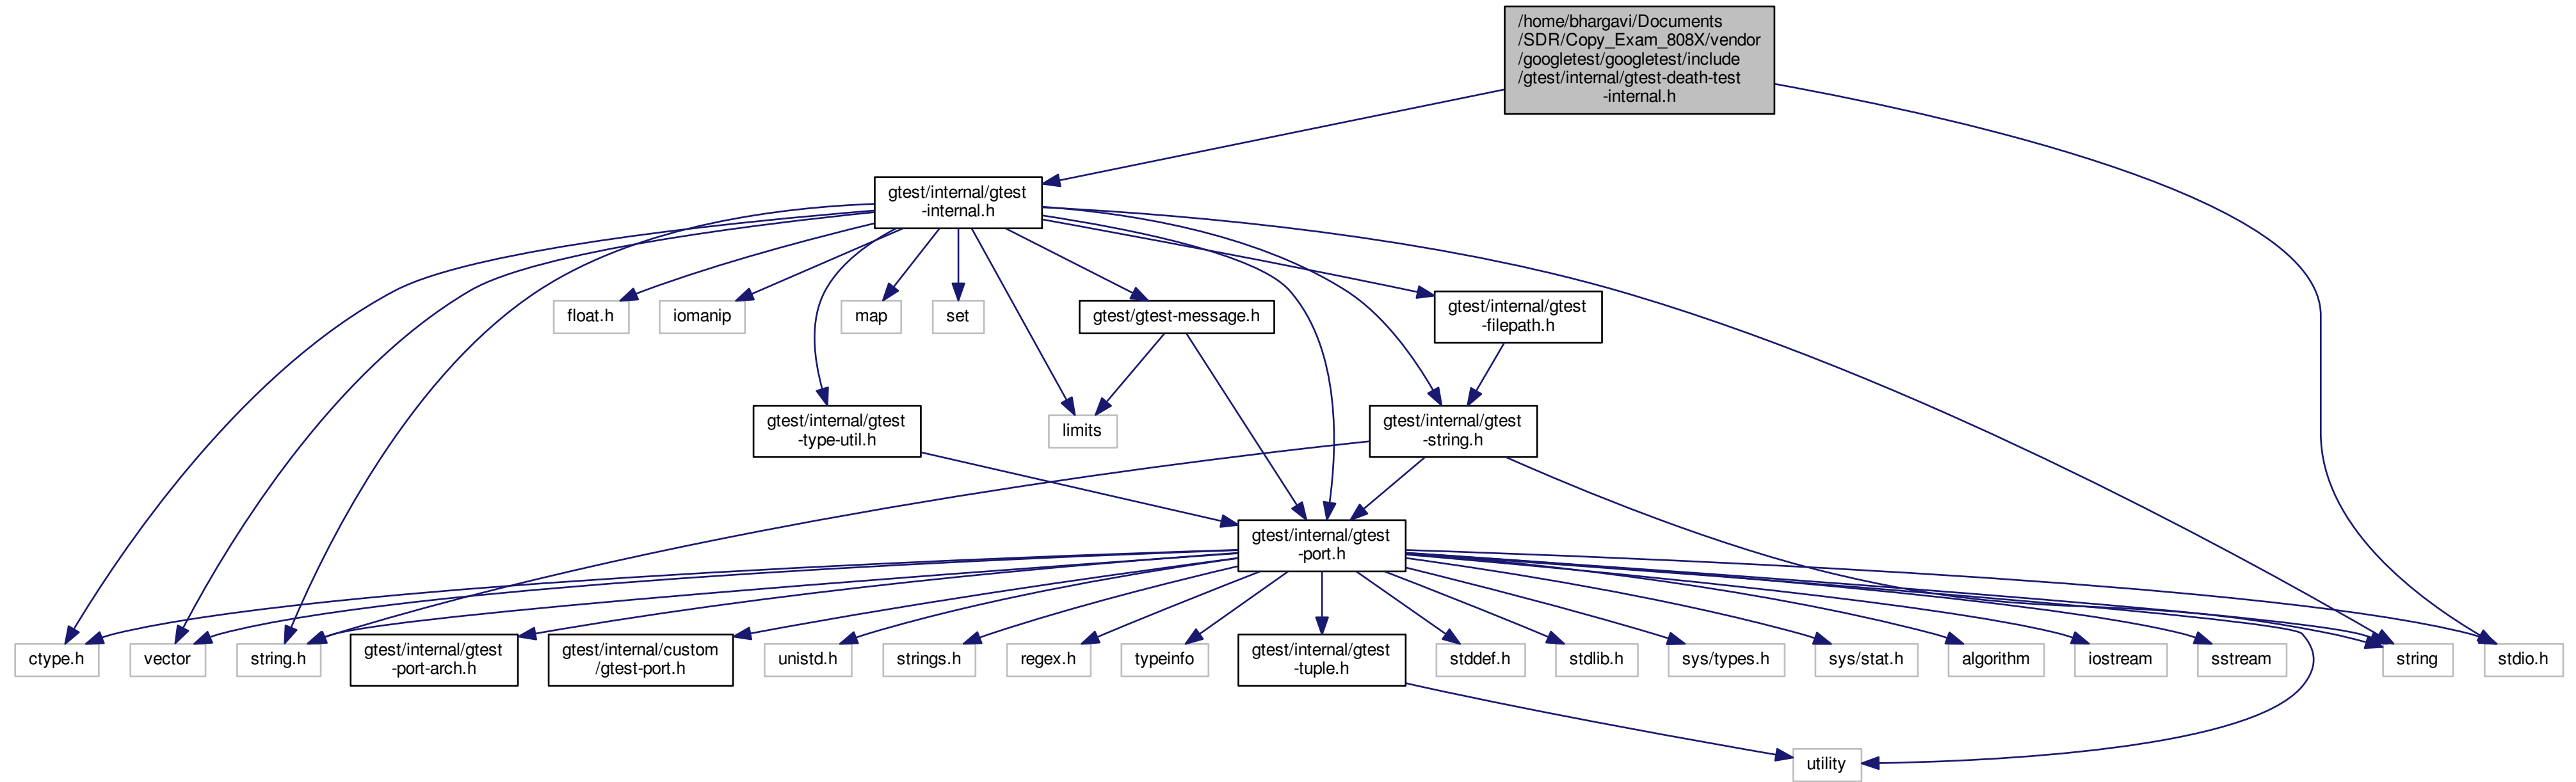 /home/bhargavi/Documents
/SDR/Copy_Exam_808X/vendor
/googletest/googletest/include
/gtest/internal/gtest-death-test
-internal.h
gtest/internal/gtest
-internal.h
float.h
iomanip
map
set
gtest/gtest-message.h
gtest/internal/gtest
-filepath.h
gtest/internal/gtest
-type-util.h
limits
gtest/internal/gtest
-string.h
gtest/internal/gtest
-port.h
ctype.h
vector
string.h
gtest/internal/gtest
-port-arch.h
gtest/internal/custom
/gtest-port.h
unistd.h
strings.h
regex.h
typeinfo
gtest/internal/gtest
-tuple.h
stddef.h
stdlib.h
sys/types.h
sys/stat.h
algorithm
iostream
sstream
string
stdio.h
utility